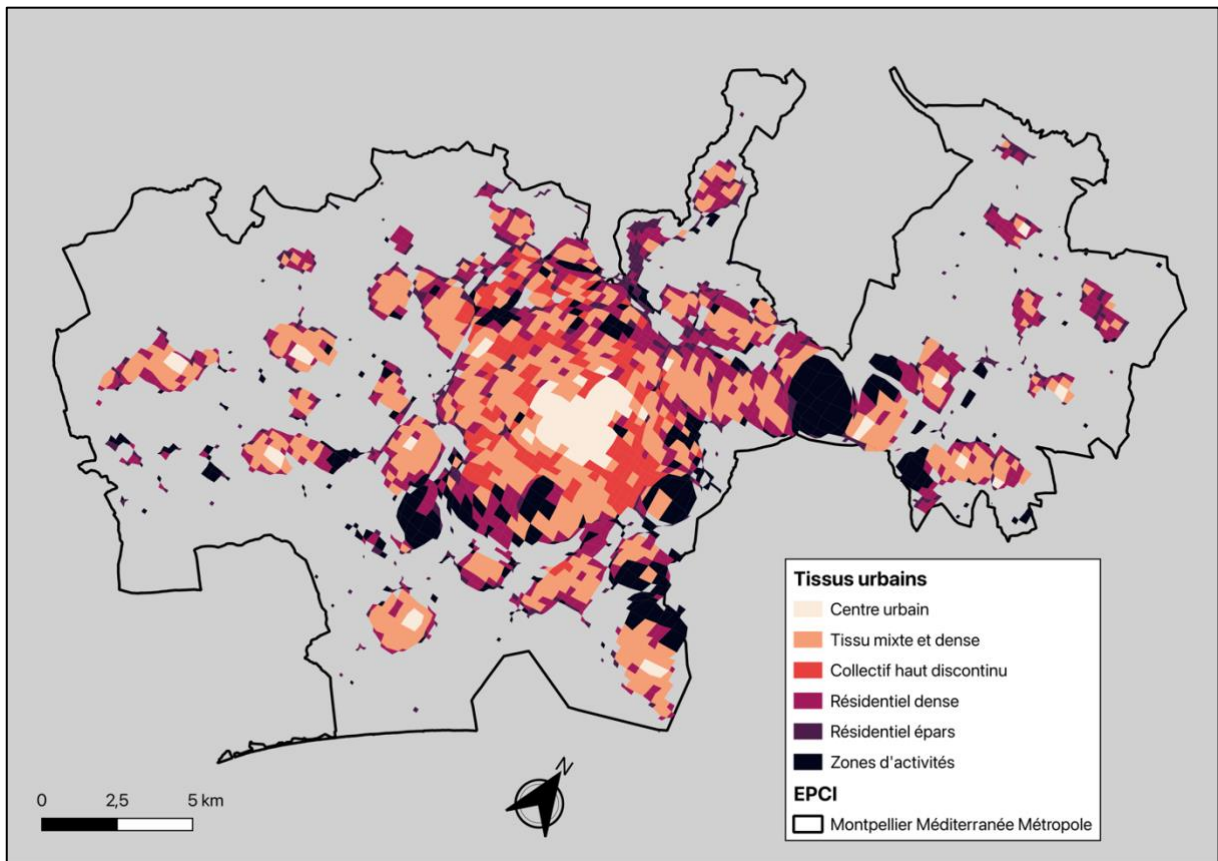 N
0 2,5 5 km
Tissus urbains
Centre urbain
Tissu mixte et dense
Collectif haut discontinu
Résidentiel dense
Résidentiel épars
Zones d'activités
EPCI
Montpellier Méditerranée Métropole